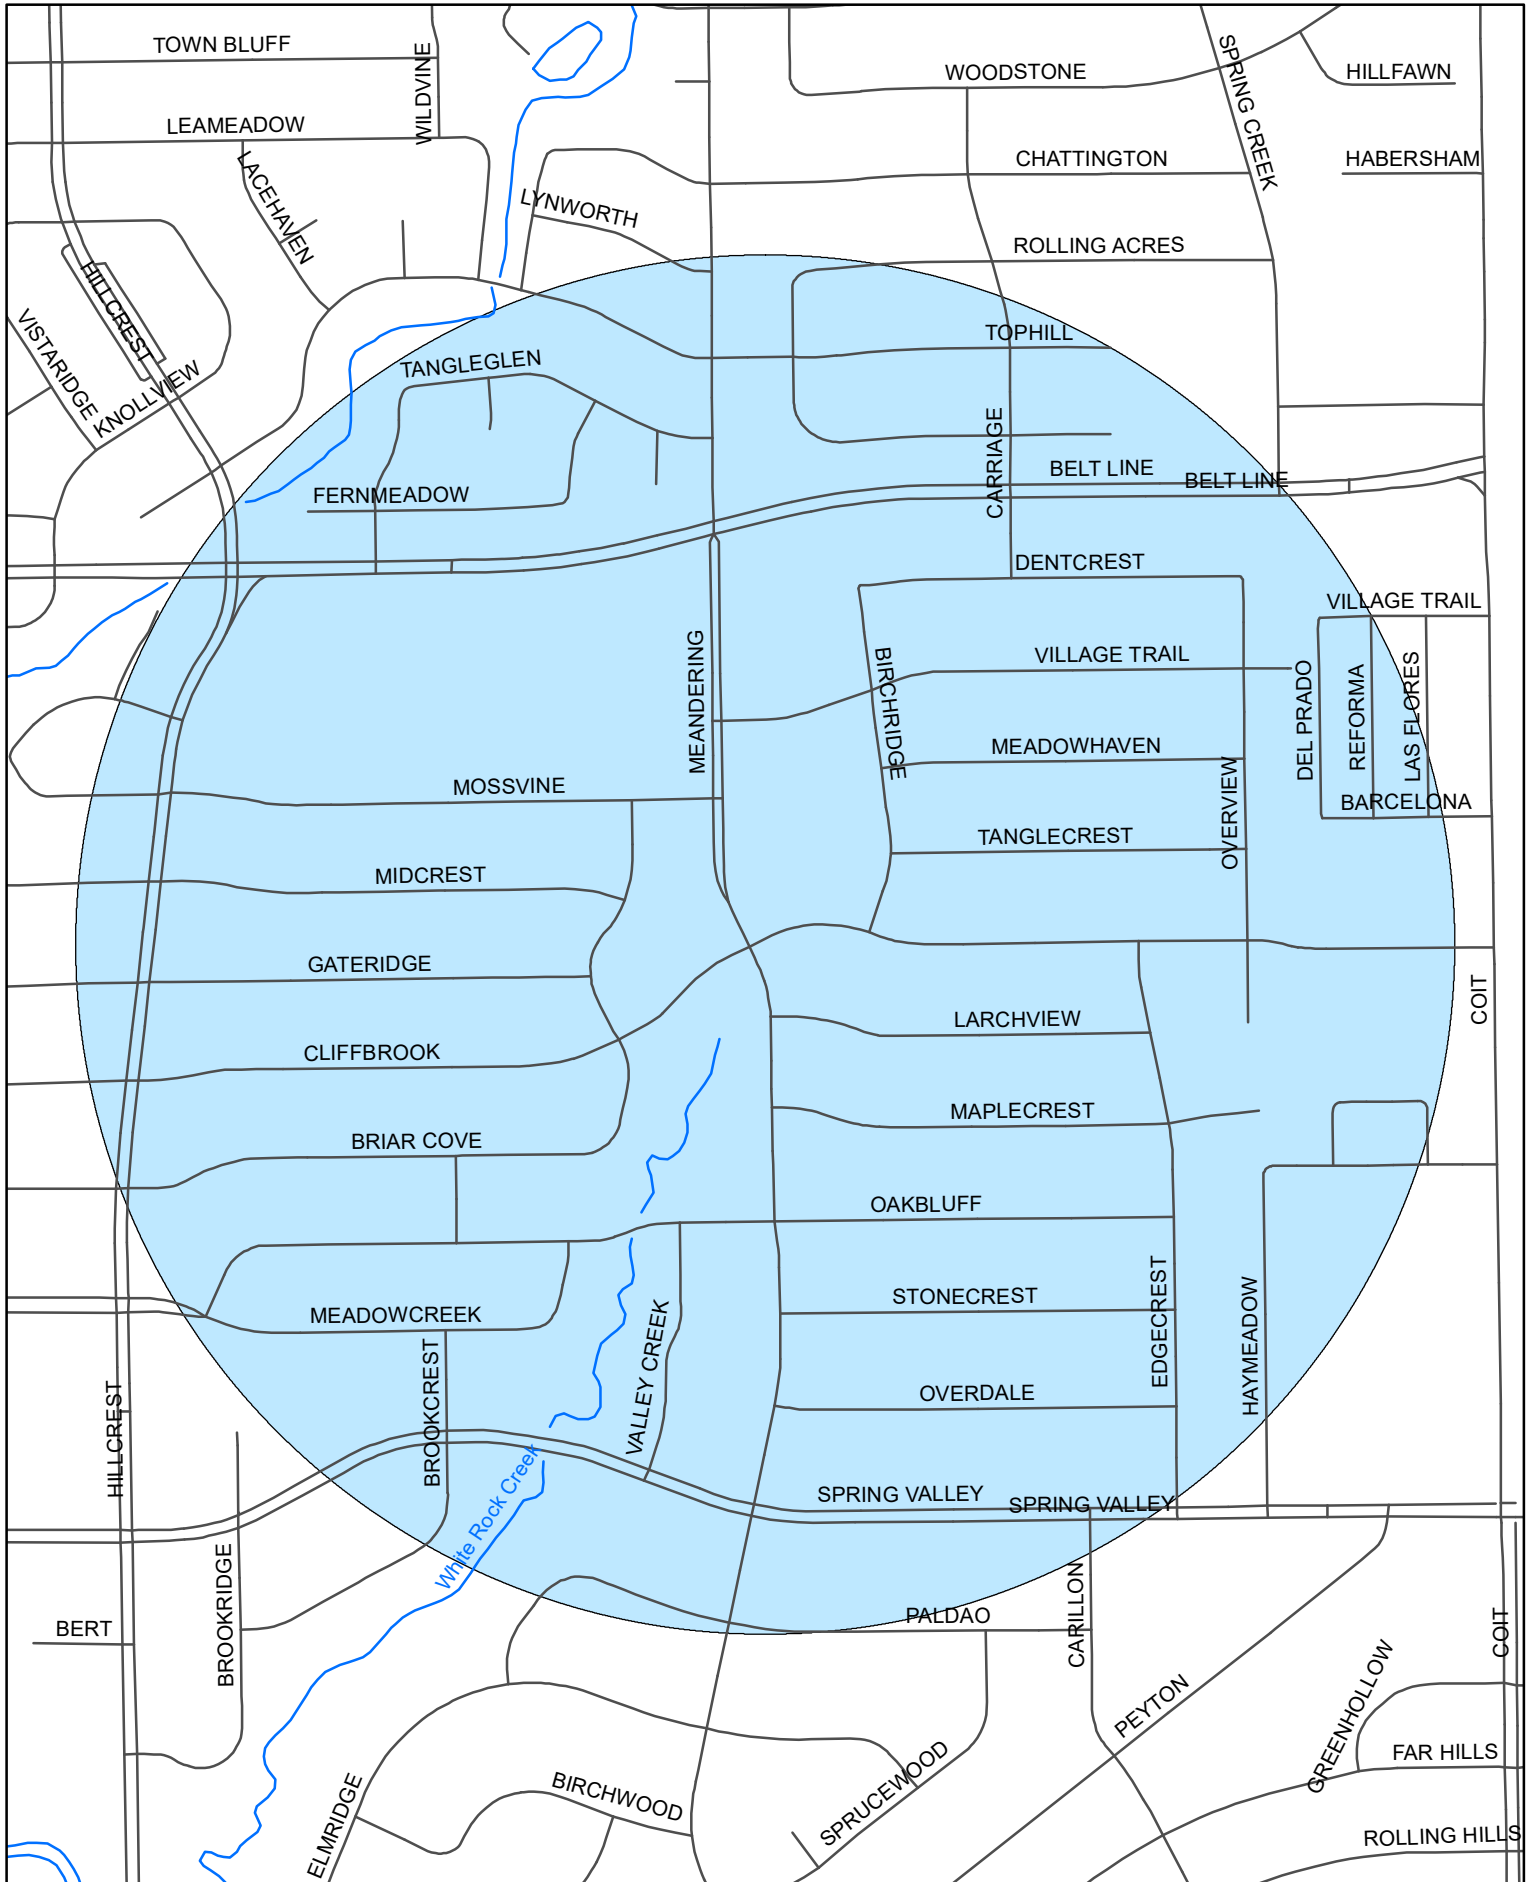 TOWN BLUFF
WILDVINE
WOODSTONE
SPRING CREEK
HILLFAWN
LEAMEADOW
LACEHAVEN
CHATTINGTON
HABERSHAM
LYNWORTH
ROLLING ACRES
HILLCREST
VISTARIDGE
KNOLLVIEW
TANGLEGLEN
TOPHILL
CARRIAGE
FERNMEADOW
BELT LINE
BELT LINE
DENTCREST
VILLAGE TRAIL
MEANDERING
BIRCHRIDGE
VILLAGE TRAIL
DEL PRADO
REFORMA
LAS FLORES
MEADOWHAVEN
OVERVIEW
MOSSVINE
BARCELONA
TANGLECREST
MIDCREST
GATERIDGE
COIT
LARCHVIEW
CLIFFBROOK
MAPLECREST
BRIAR COVE
OAKBLUFF
EDGECREST
HAYMEADOW
STONECREST
MEADOWCREEK
BROOKCREST
VALLEY CREEK
OVERDALE
HILLCREST
White Rock Creek
SPRING VALLEY
SPRING VALLEY
BROOKRIDGE
CARILLON
BERT
PALDAO
COIT
PEYTON
GREENHOLLOW
FAR HILLS
ELMRIDGE
BIRCHWOOD
SPRUCEWOOD
ROLLING HILLS